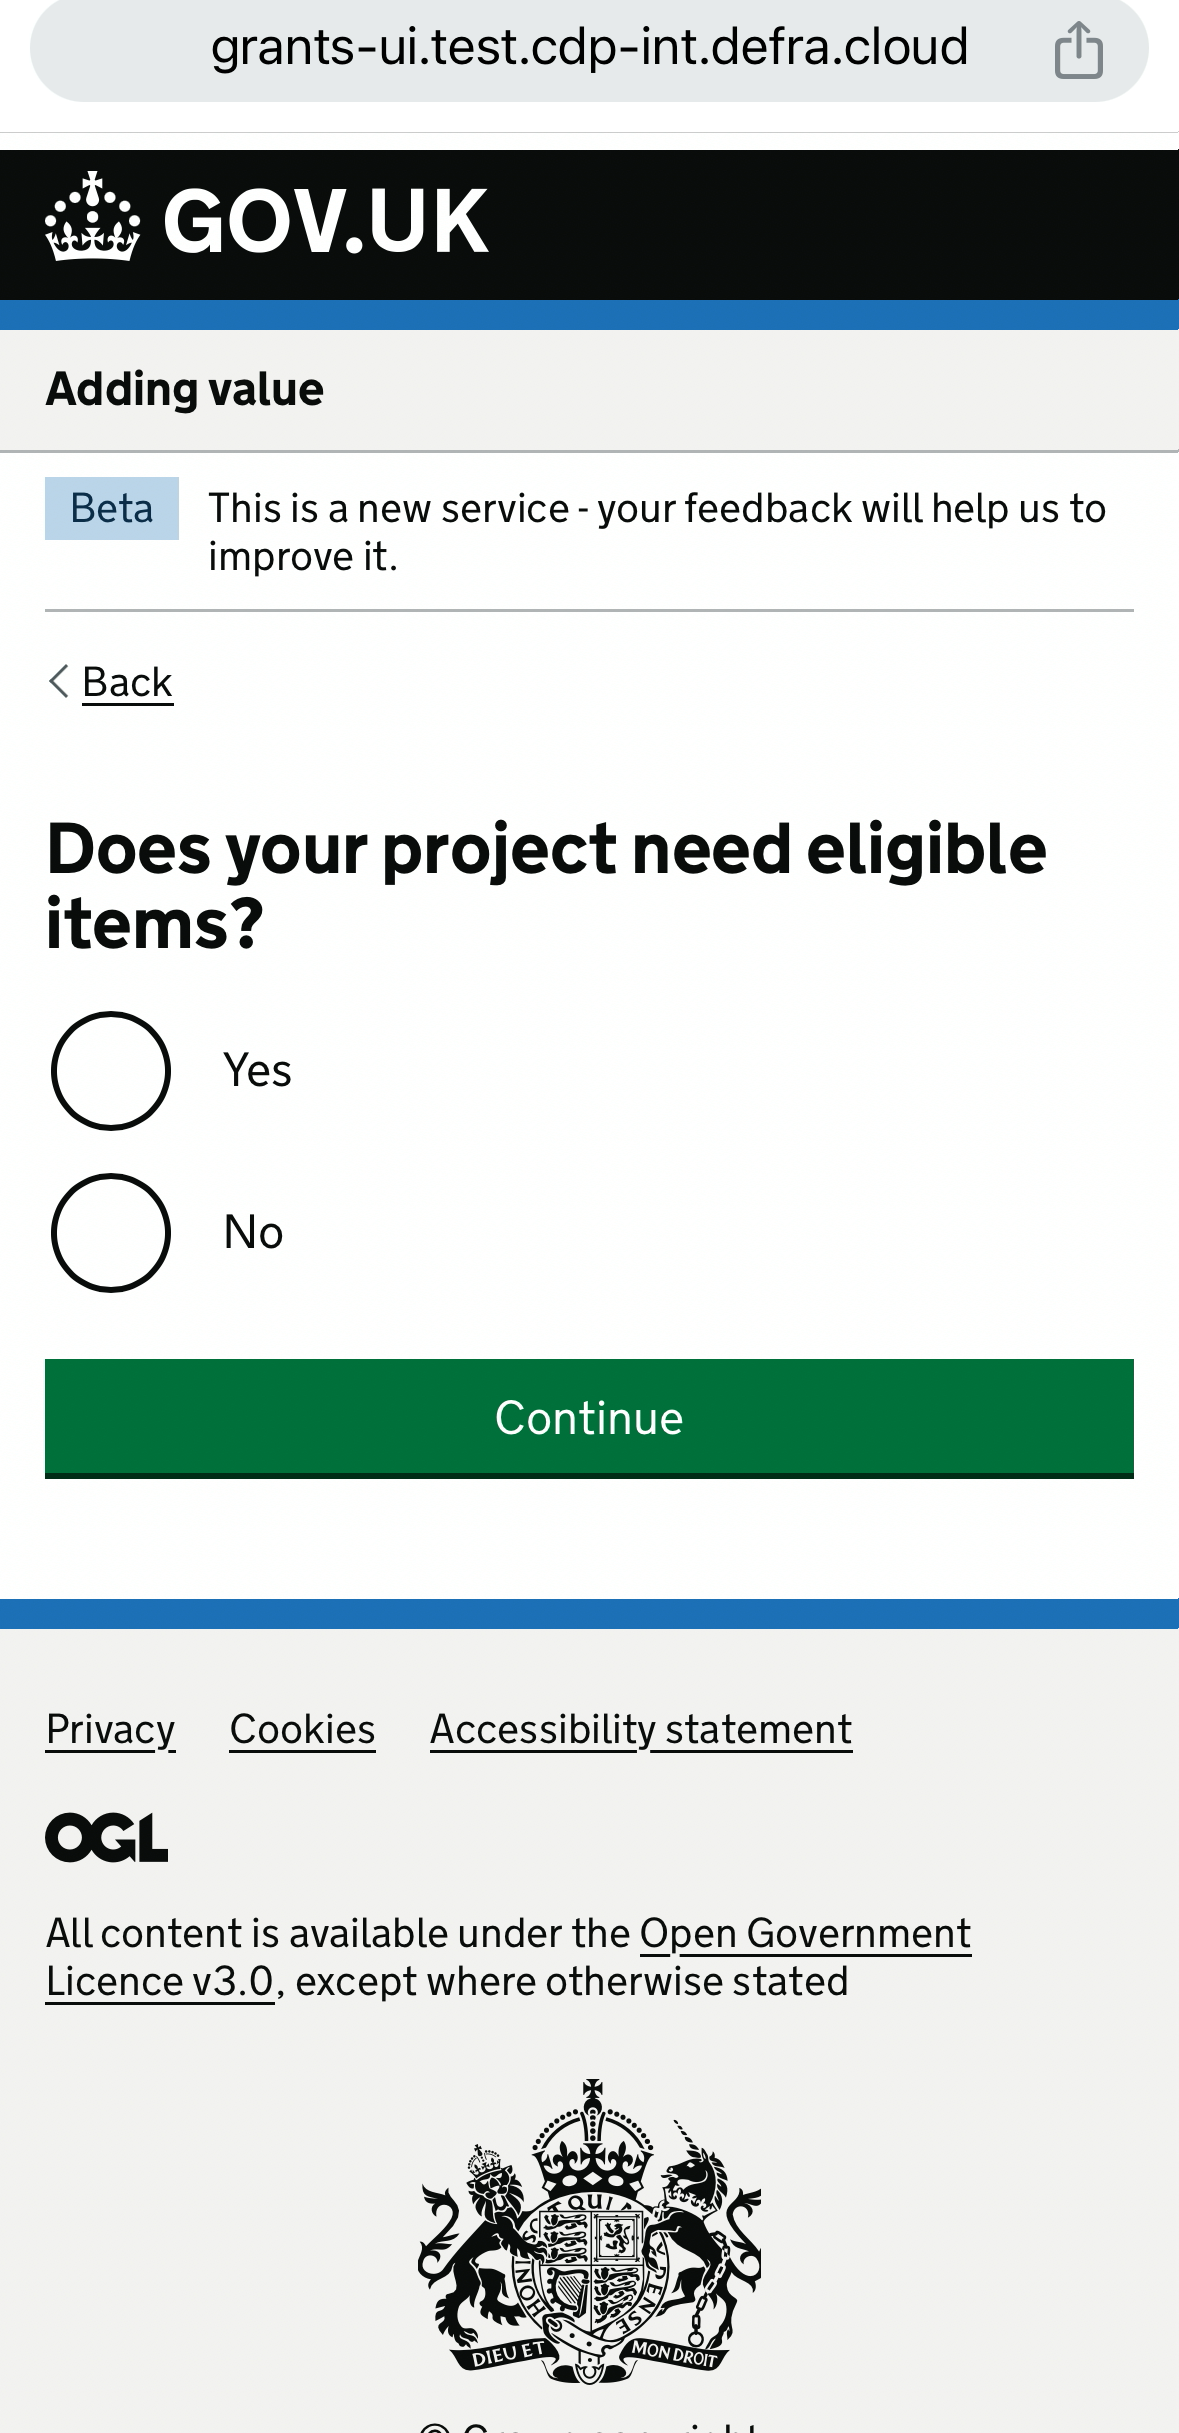 grants-ui.test.cdp-int.defra.cloud
GOV.UK
Adding value
Beta
This is a new service - your feedback will help us to
improve it.
Back
Does your project need eligible
items?
Yes
No
Continue
Privacy Cookies Accessibility statement
OGL
All content is available under the Open Government
Licence v3.0, except where otherwise stated
QUI
HONI
PENSE
DIEU ET MON DROIT